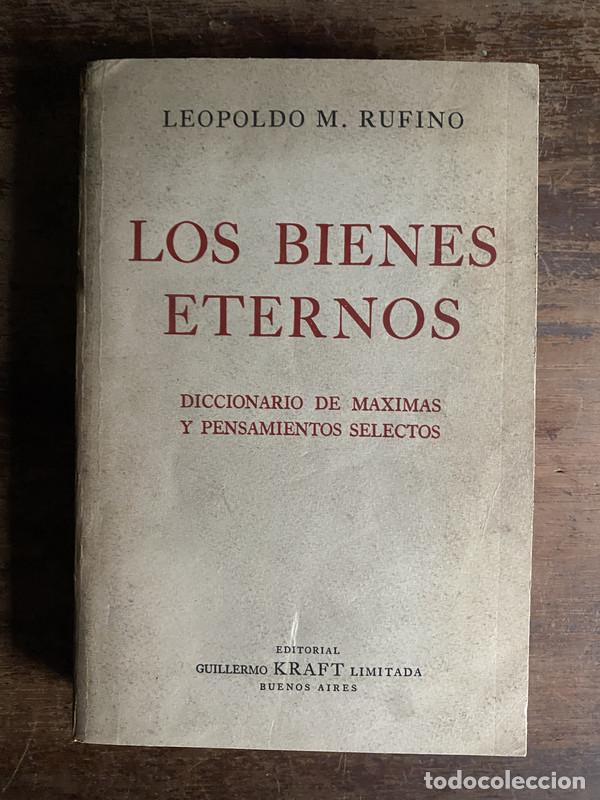 LEOPOLDO M. RUFINO
LOS BIENES
ETERNOS
DICCIONARIO DE MAXIMAS
Y PENSAMIENTOS SELECTOS
EDITORIAL
GUILLERMO KRAFT LIMITADA
BUENOS AIRES
todocoleccion